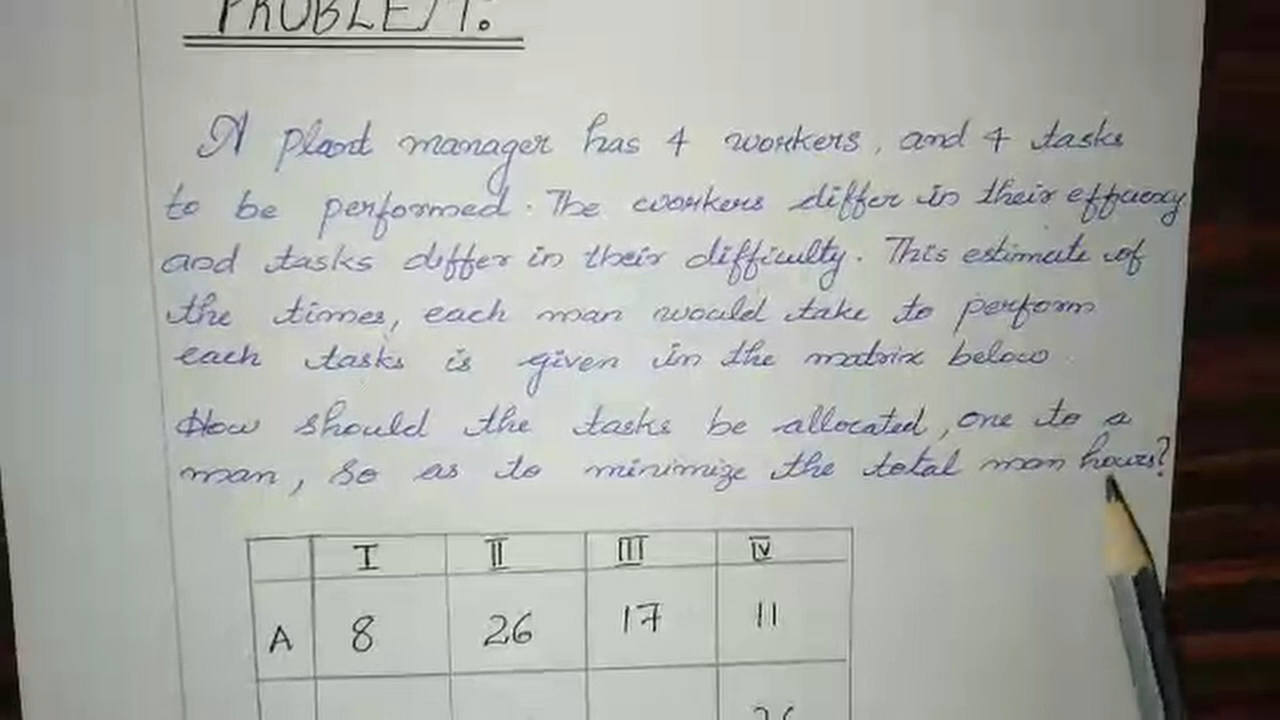 PROBLEM:
A plant manager has 4 workers, and 4 tasks
to be performed. The workers differ in their
and tasks differ in their difficulty. This estimate of
the times, each man would take to perform
each tasks is given in the matrix below.
How should the tasks be allocated, one to a
man, so as to minimize the total man hours?
I II III IV
A 8 26 17 11